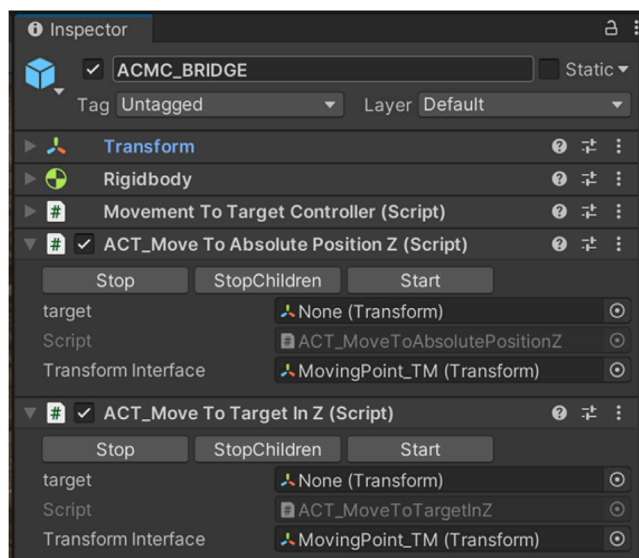 Inspector
ACMC_BRIDGE Static
Tag Untagged Layer Default
Transform
Rigidbody
Movement To Target Controller (Script)
ACT_Move To Absolute Position Z (Script)
Stop StopChildren Start
target None (Transform)
Script ACT_MoveToAbsolutePositionZ
Transform Interface MovingPoint_TM (Transform)
ACT_Move To Target In Z (Script)
Stop StopChildren Start
target None (Transform)
Script ACT_MoveToTargetInZ
Transform Interface MovingPoint_TM (Transform)